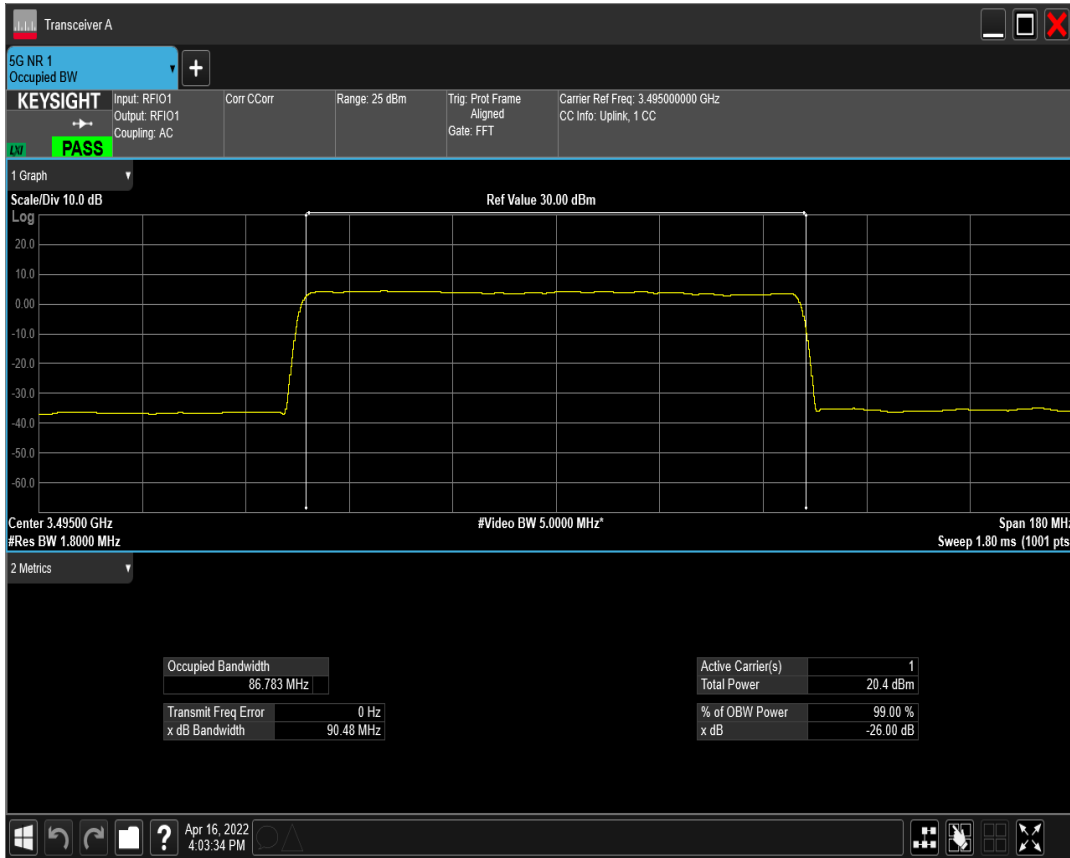 Transceiver A
5G NR 1
Occupied BW
+
KEYSIGHT
LXI
PASS
Input: RFIO1
Output: RFIO1
Coupling: AC
Corr CCorr
Range: 25 dBm
Trig: Prot Frame
Aligned
Gate: FFT
Carrier Ref Freq: 3.495000000 GHz
CC Info: Uplink, 1 CC
1 Graph
Scale/Div 10.0 dB
Ref Value 30.00 dBm
Log
20.0
10.0
0.00
-10.0
-20.0
-30.0
-40.0
-50.0
-60.0
Center 3.49500 GHz
#Video BW 5.0000 MHz*
Span 180 MHz
#Res BW 1.8000 MHz
Sweep 1.80 ms (1001 pts
2 Metrics
Occupied Bandwidth
86.783 MHz
Transmit Freq Error 0 Hz
x dB Bandwidth 90.48 MHz
Active Carrier(s) 1
Total Power 20.4 dBm
% of OBW Power 99.00 %
x dB -26.00 dB
?
Apr 16, 2022
4:03:34 PM